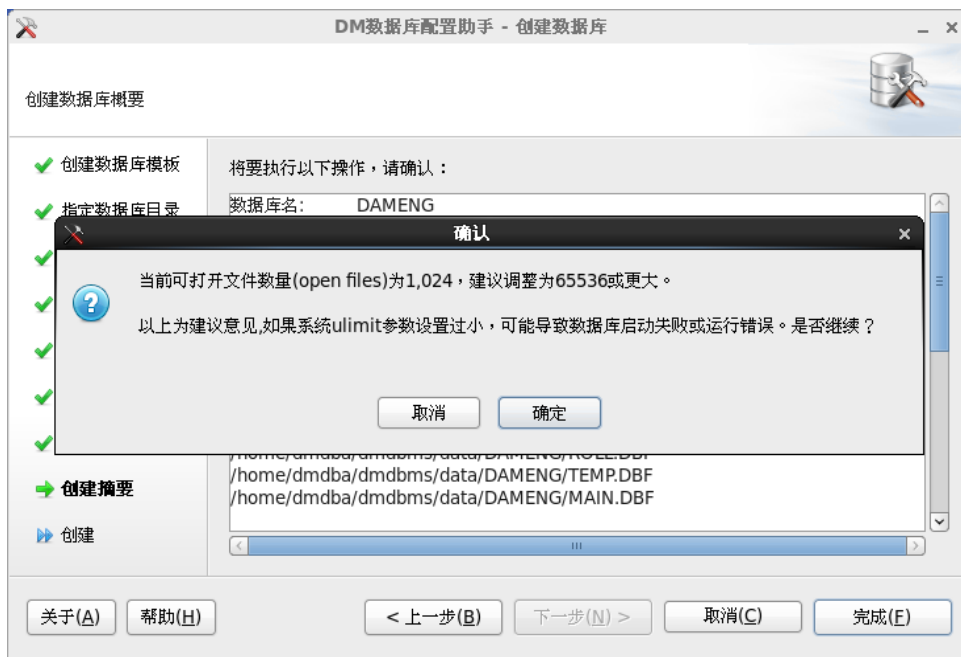 DM数据库配置助手 - 创建数据库
创建数据库概要
创建数据库模板
指定数据库目录
创建摘要
创建
将要执行以下操作，请确认：
数据库名: DAMENG
确认
当前可打开文件数量(open files)为1,024，建议调整为65536或更大。
以上为建议意见,如果系统ulimit参数设置过小，可能导致数据库启动失败或运行错误。是否继续？
取消 确定
/home/dmdba/dmdbms/data/DAMENG/ROLL.DBF
/home/dmdba/dmdbms/data/DAMENG/TEMP.DBF
/home/dmdba/dmdbms/data/DAMENG/MAIN.DBF
关于(A) 帮助(H) < 上一步(B) 下一步(N) > 取消(C) 完成(F)